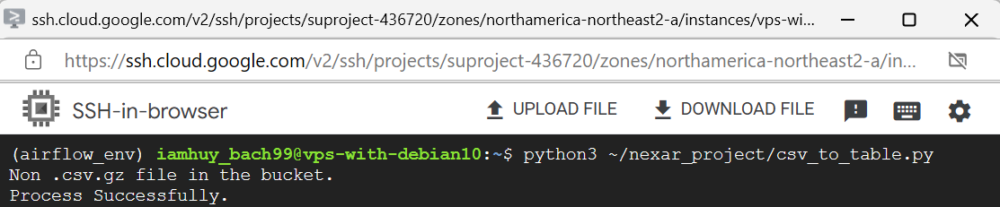 ssh.cloud.google.com/v2/ssh/projects/suproject-436720/zones/northamerica-northeast2-a/instances/vps-wi...
https://ssh.cloud.google.com/v2/ssh/projects/suproject-436720/zones/northamerica-northeast2-a/in...
SSH-in-browser UPLOAD FILE DOWNLOAD FILE
(airflow_env) iamhuy_bach99@vps-with-debian10:~$ python3 ~/nexar_project/csv_to_table.py
Non .csv.gz file in the bucket.
Process Successfully.